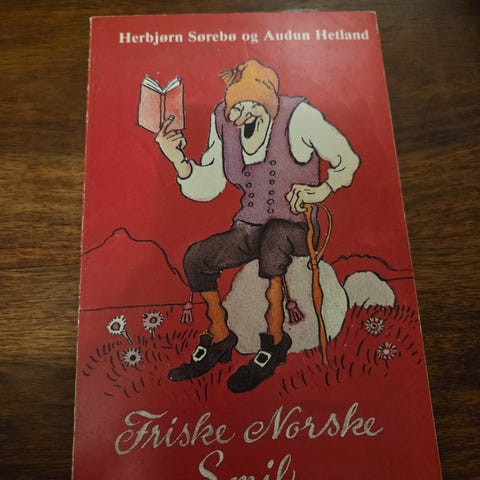 Herbjørn Sørebø og Audun Hetland
Friske Norske
Smil